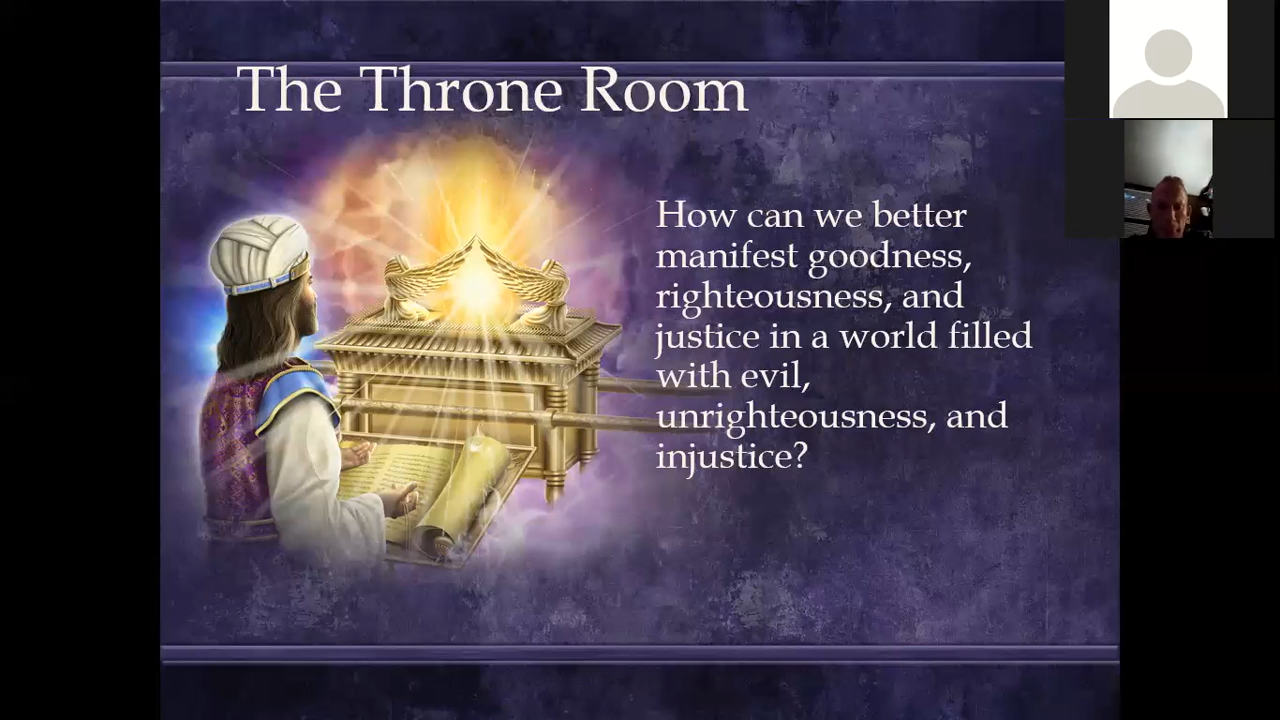 The Throne Room
How can we better
manifest goodness,
righteousness, and
justice in a world filled
with evil,
unrighteousness, and
injustice?